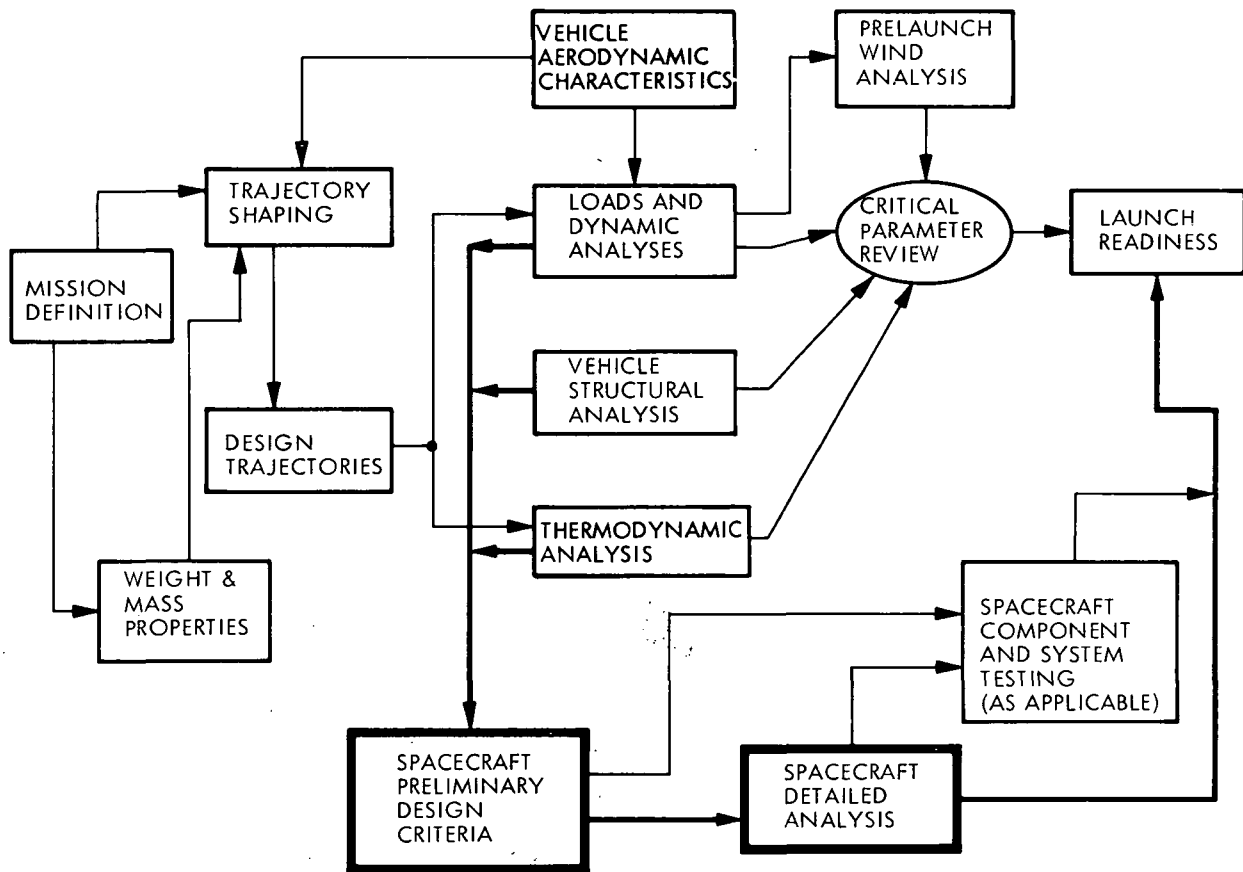 VEHICLE
AERODYNAMIC
CHARACTERISTICS
PRELAUNCH
WIND
ANALYSIS
TRAJECTORY
SHAPING
LOADS AND
DYNAMIC
ANALYSES
CRITICAL
PARAMETER
REVIEW
LAUNCH
READINESS
MISSION
DEFINITION
VEHICLE
STRUCTURAL
ANALYSIS
DESIGN
TRAJECTORIES
THERMODYNAMIC
ANALYSIS
WEIGHT &
MASS
PROPERTIES
SPACECRAFT
COMPONENT
AND SYSTEM
TESTING
(AS APPLICABLE)
SPACECRAFT
PRELIMINARY
DESIGN
CRITERIA
SPACECRAFT
DETAILED
ANALYSIS